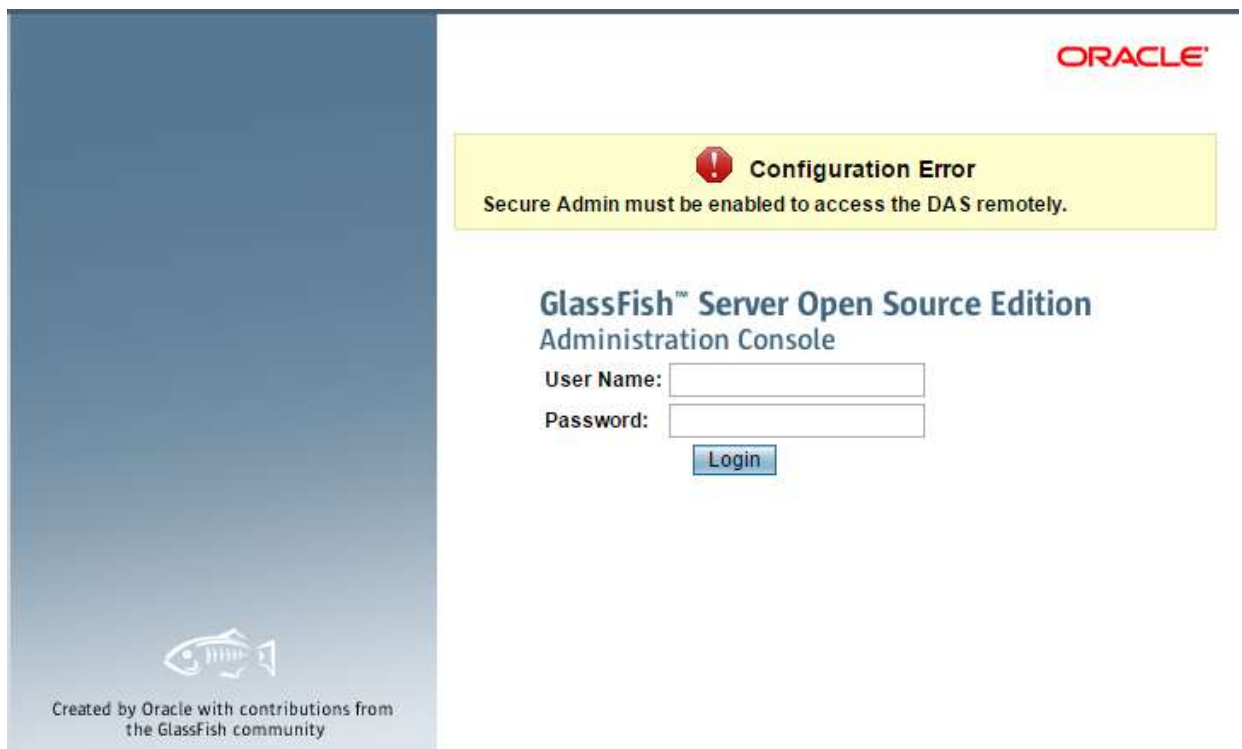 ORACLE
Configuration Error
Secure Admin must be enabled to access the DAS remotely.
GlassFish™ Server Open Source Edition
Administration Console
User Name:
Password:
Login
Created by Oracle with contributions from
the GlassFish community